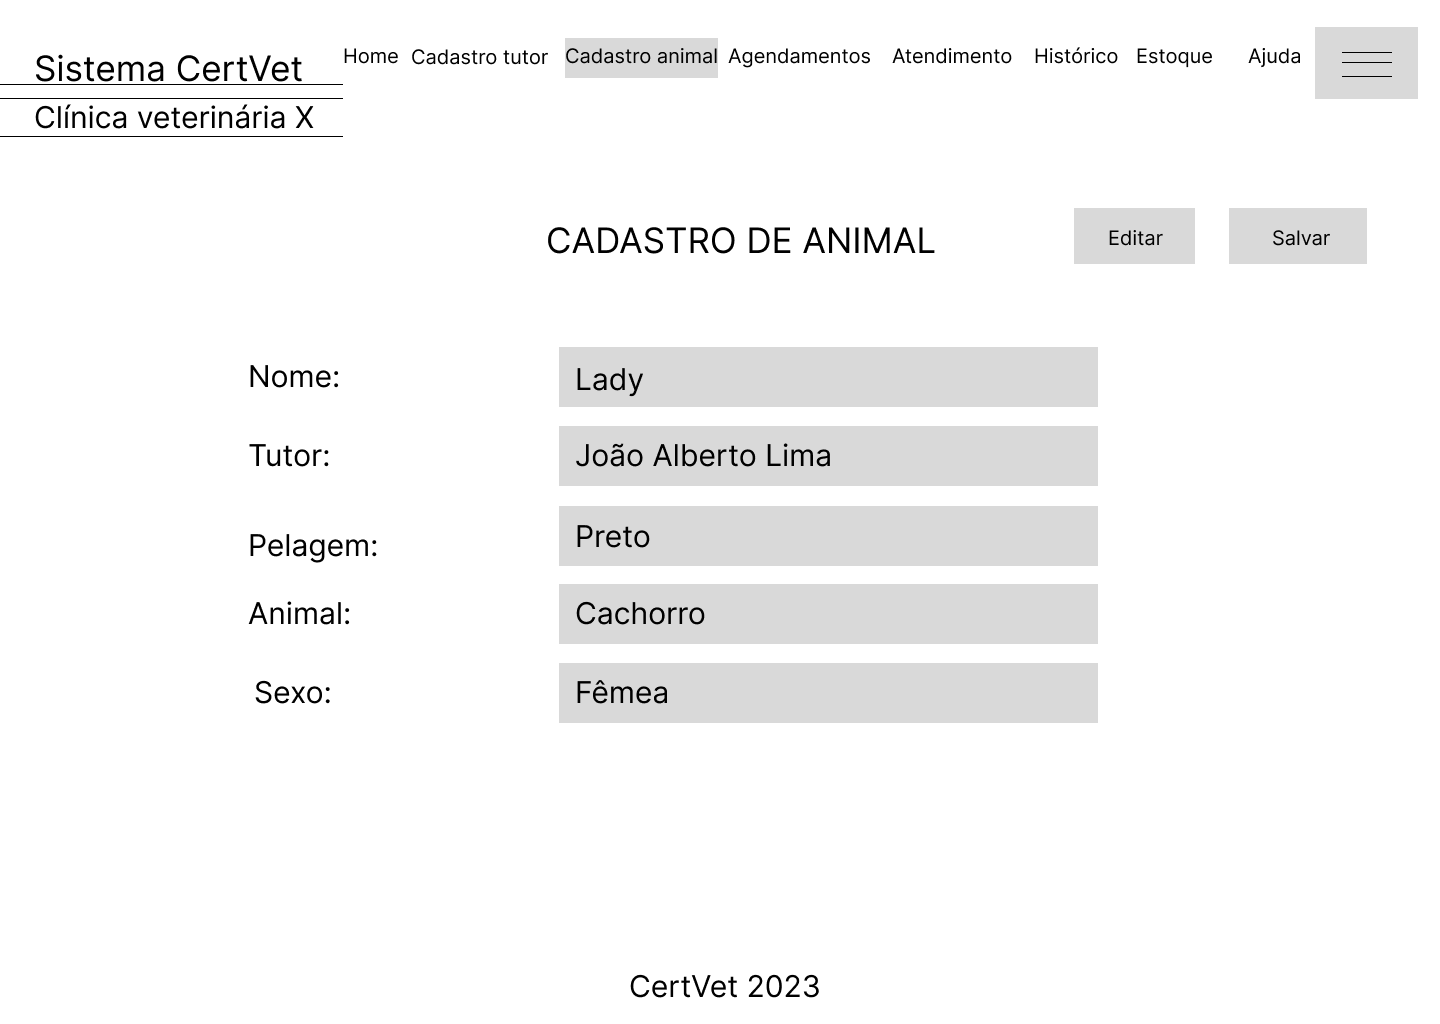 Sistema CertVet
Home Cadastro tutor Cadastro animal Agendamentos Atendimento Histórico Estoque Ajuda
Clínica veterinária X
CADASTRO DE ANIMAL
Editar Salvar
Nome: Lady
Tutor: João Alberto Lima
Pelagem: Preto
Animal: Cachorro
Sexo: Fêmea
CertVet 2023